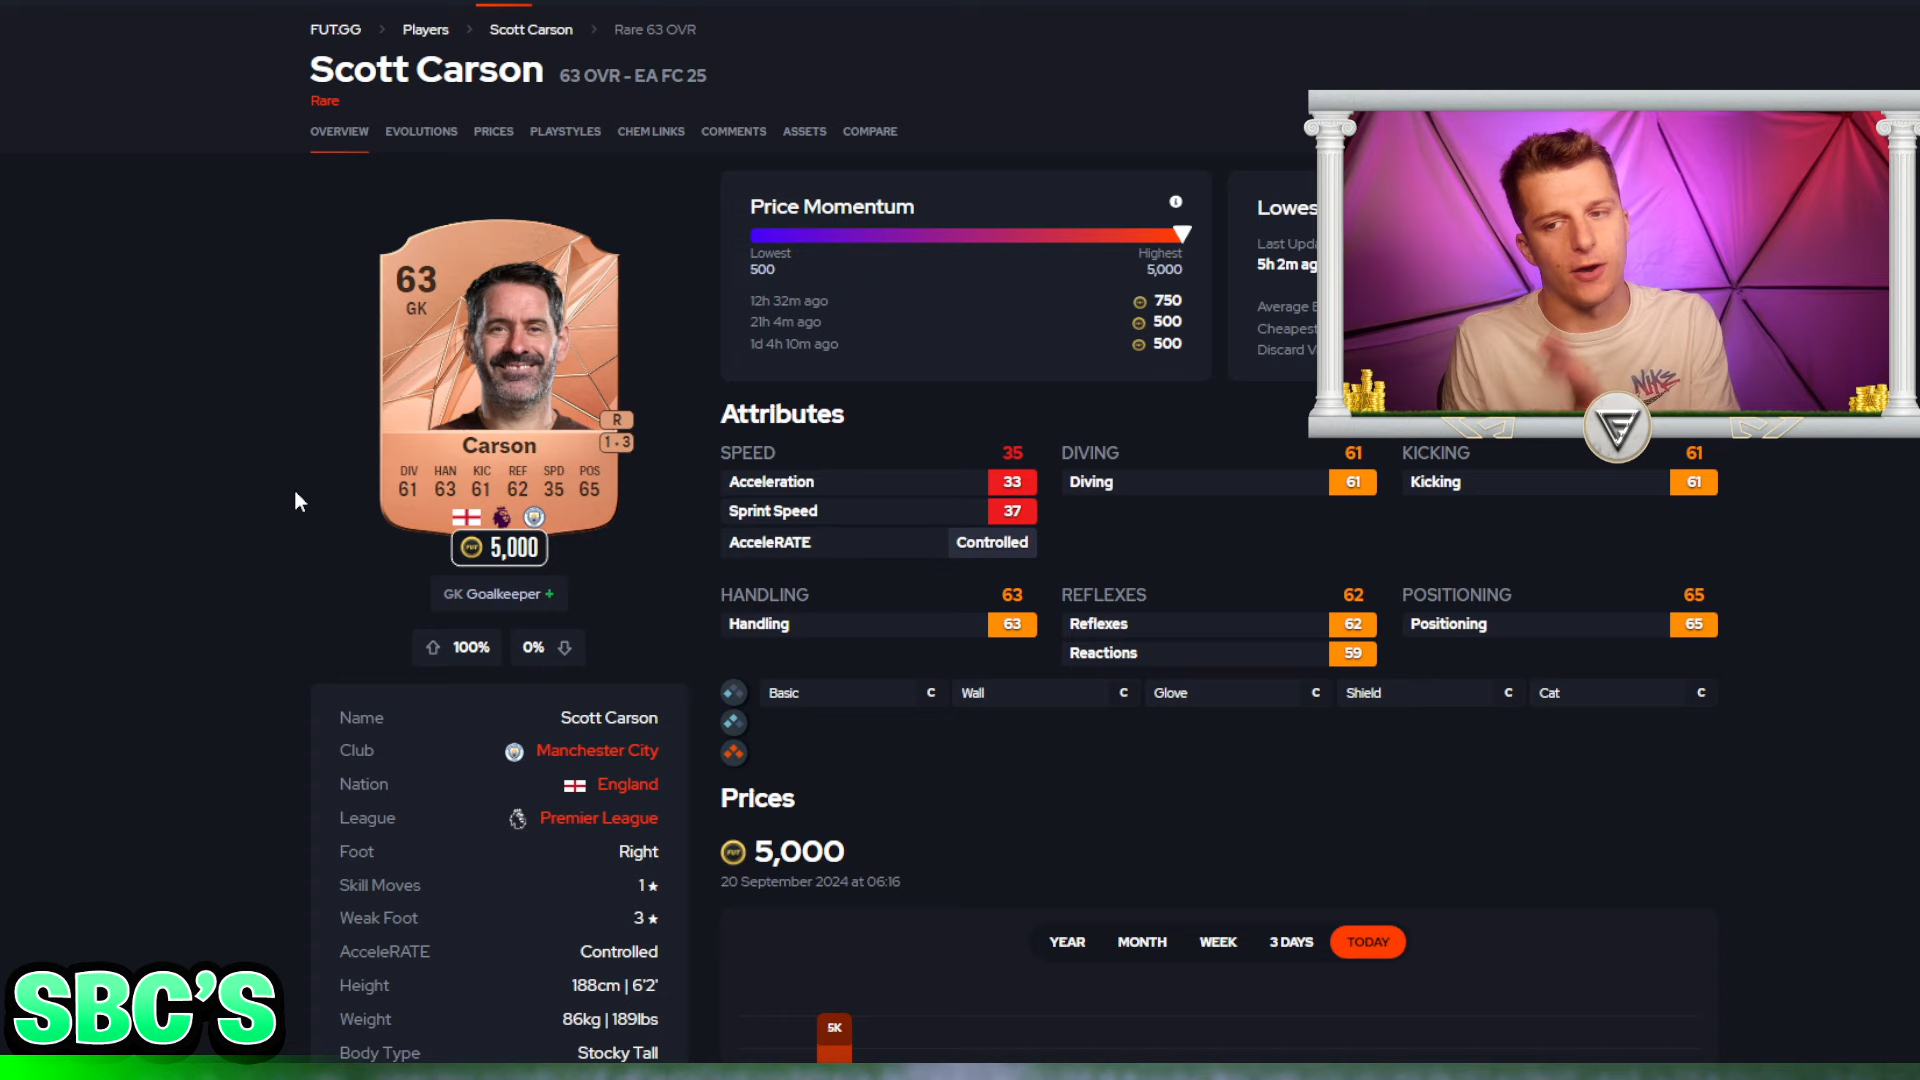 FUT.GG > Players > Scott Carson > Rare 63 OVR
Scott Carson 63 OVR - EA FC 25
Rare
OVERVIEW EVOLUTIONS PRICES PLAYSTYLES CHEM LINKS COMMENTS ASSETS COMPARE
63
GK
Carson
DIV HAN KIC REF SPD POS
61 63 61 62 35 65
R
1 • 3
5,000
GK Goalkeeper +
100% 0%
Name Scott Carson
Club Manchester City
Nation England
League Premier League
Foot Right
Skill Moves 1★
Weak Foot 3★
AcceleRATE Controlled
Height 188cm | 6'2"
Weight 86kg | 189lbs
Body Type Stocky Tall
Price Momentum
Lowest Highest
500 5,000
12h 32m ago 750
21h 4m ago 500
1d 4h 10m ago 500
Lowes
Last Upda
5h 2m ag
Average B
Cheapest
Discard V
NIKE
Attributes
SPEED 35
Acceleration 33
Sprint Speed 37
AcceleRATE Controlled
DIVING 61
Diving 61
KICKING 61
Kicking 61
HANDLING 63
Handling 63
REFLEXES 62
Reflexes 62
Reactions 59
POSITIONING 65
Positioning 65
Basic C Wall C Glove C Shield C Cat C
Prices
5,000
20 September 2024 at 06:16
YEAR MONTH WEEK 3 DAYS TODAY
5K
SBC'S